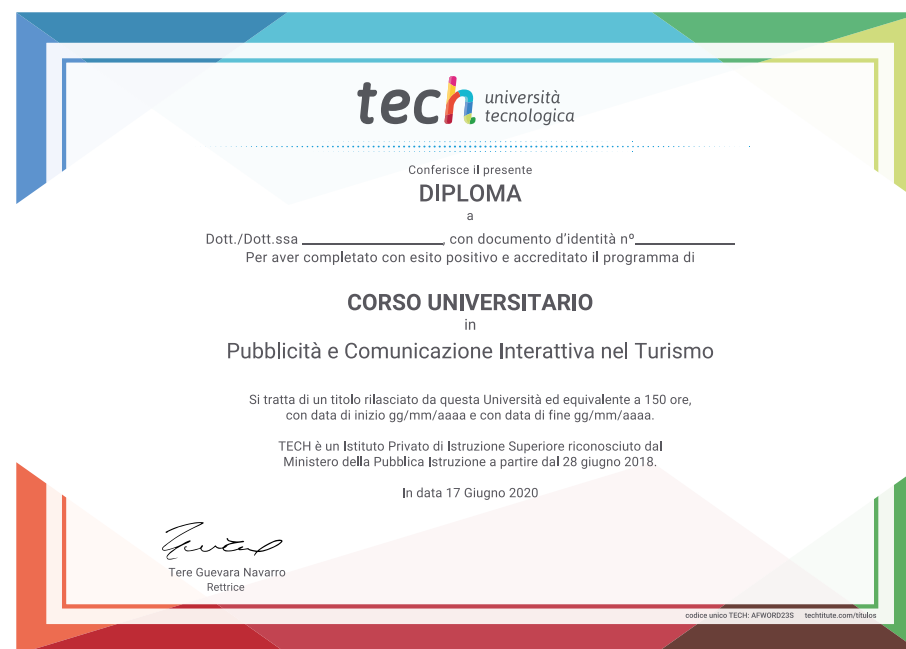 tech università
tecnologica
Conferisce il presente
DIPLOMA
a
Dott./Dott.ssa ____________________, con documento d'identità nº______________
Per aver completato con esito positivo e accreditato il programma di
CORSO UNIVERSITARIO
in
Pubblicità e Comunicazione Interattiva nel Turismo
Si tratta di un titolo rilasciato da questa Università ed equivalente a 150 ore,
con data di inizio gg/mm/aaaa e con data di fine gg/mm/aaaa.
TECH è un Istituto Privato di Istruzione Superiore riconosciuto dal
Ministero della Pubblica Istruzione a partire dal 28 giugno 2018.
In data 17 Giugno 2020
Tere Guevara Navarro
Rettrice
codice unico TECH: AFWORD23S techtitute.com/titulos